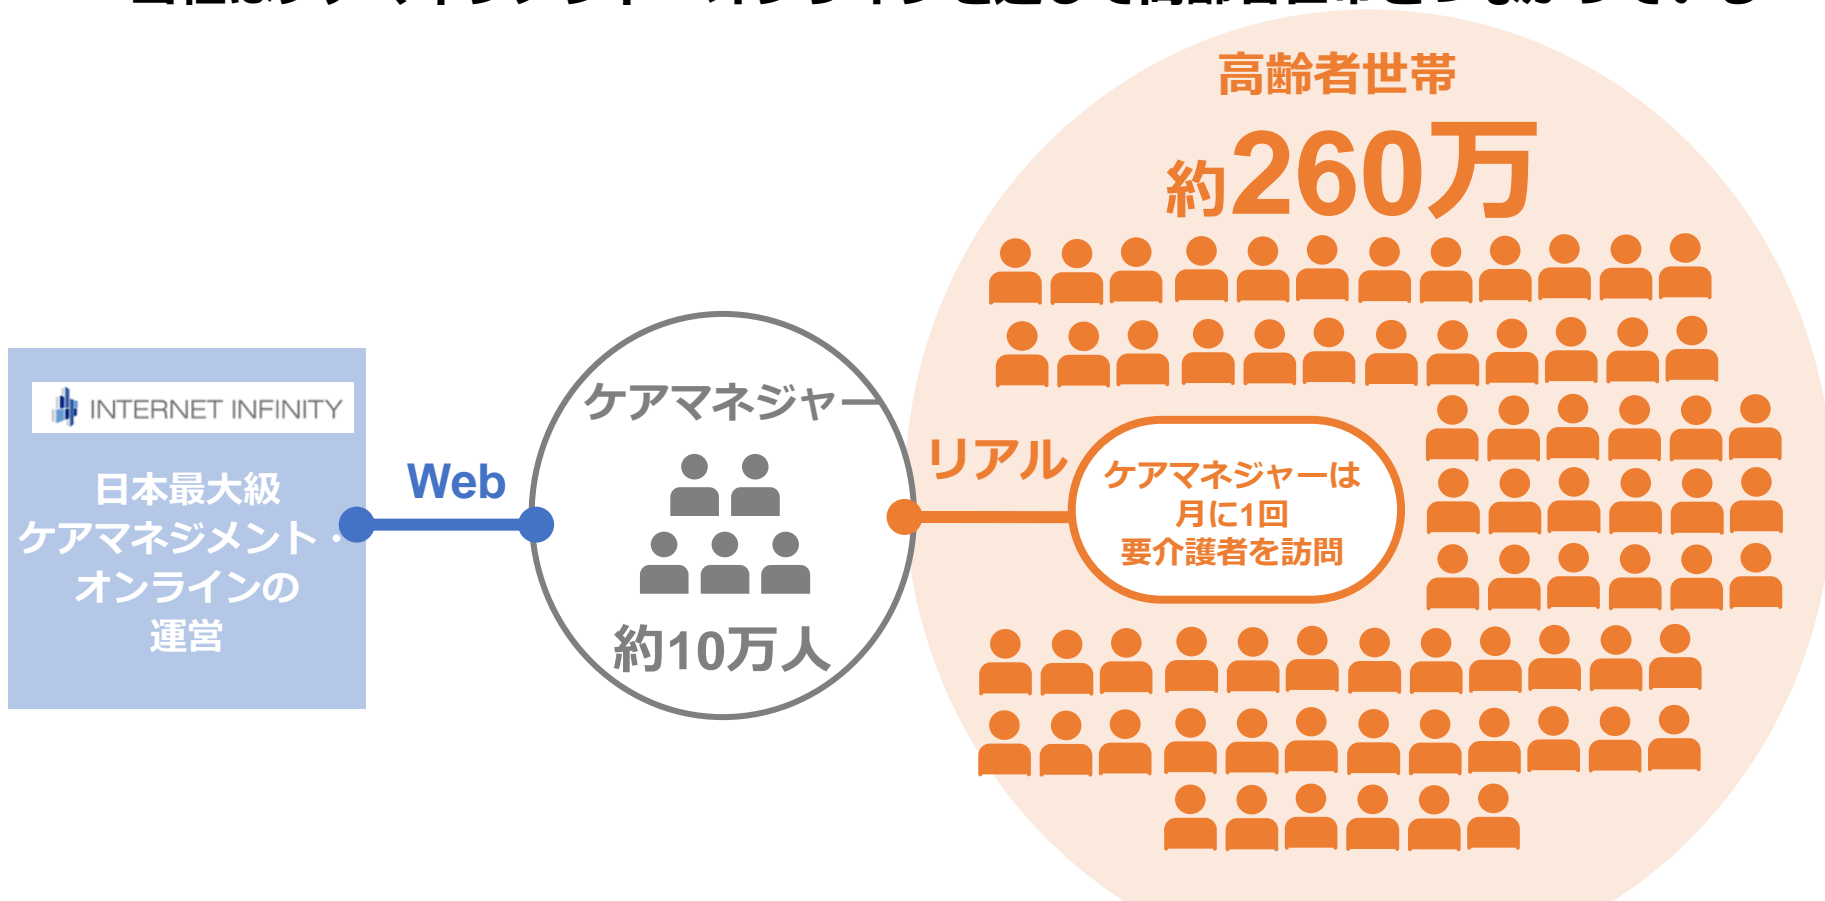 高齢者世帯
約260万
INTERNET INFINITY
日本最大級
ケアマネジメント・
オンラインの
運営
Web
ケアマネジャー
約10万人
リアル
ケアマネジャーは
月に1回
要介護者を訪問